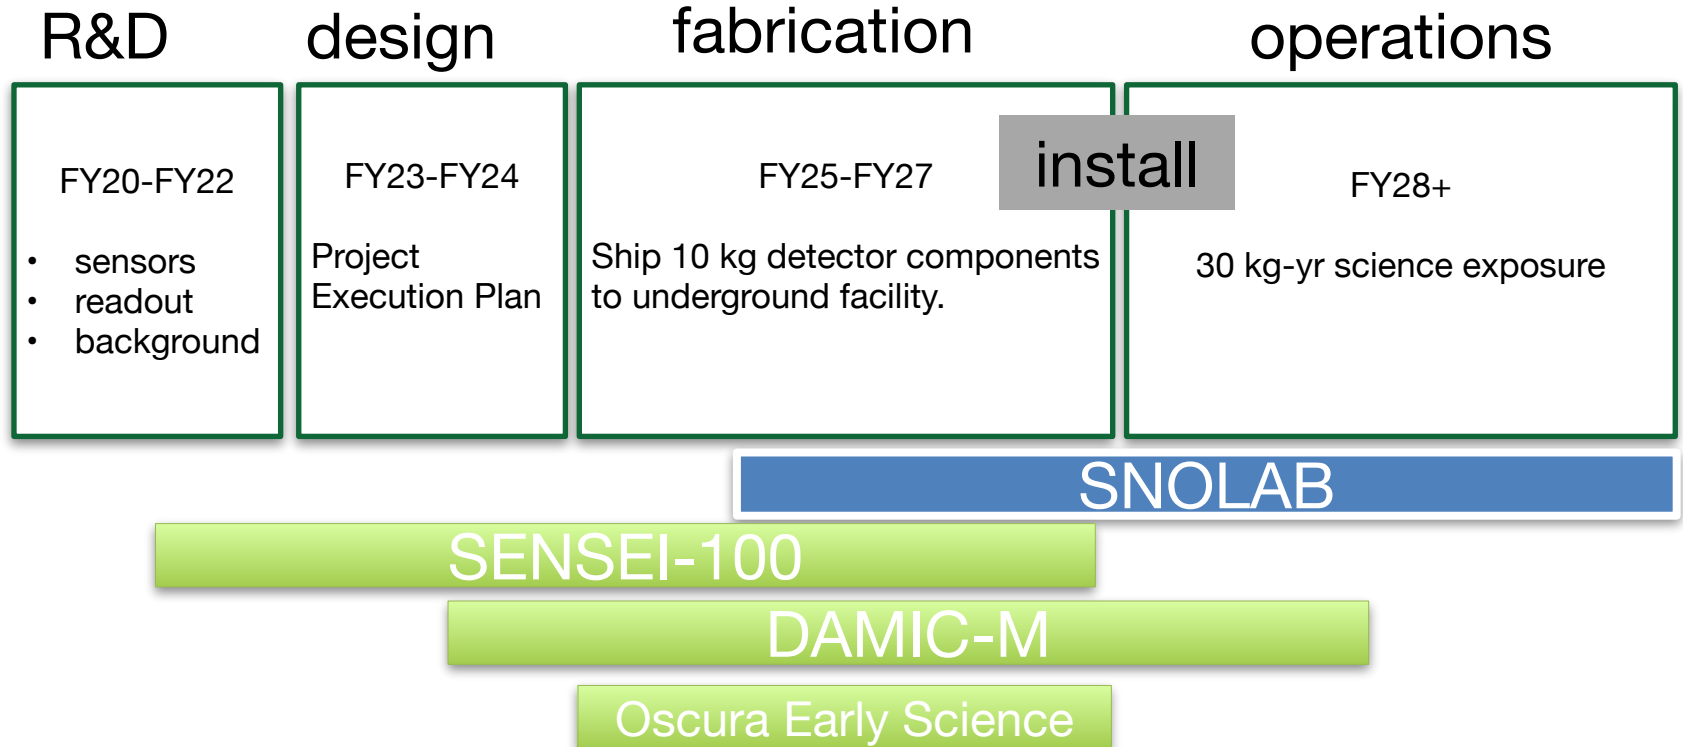 R&D
design
fabrication
operations
FY20-FY22
• sensors
• readout
• background
FY23-FY24
Project
Execution Plan
FY25-FY27
Ship 10 kg detector components
to underground facility.
install
FY28+
30 kg-yr science exposure
SNOLAB
SENSEI-100
DAMIC-M
Oscura Early Science